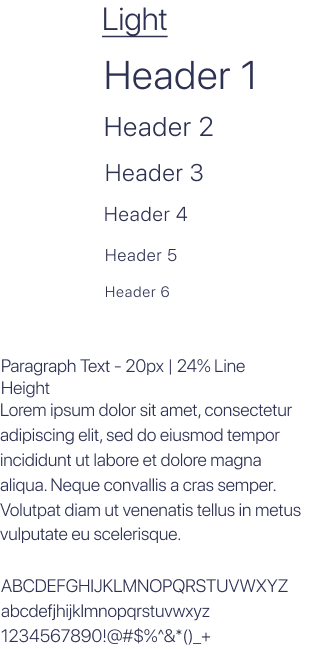 Light
Header 1
Header 2
Header 3
Header 4
Header 5
Header 6
Paragraph Text - 20px | 24% Line
Height
Lorem ipsum dolor sit amet, consectetur
adipiscing elit, sed do eiusmod tempor
incididunt ut labore et dolore magna
aliqua. Neque convallis a cras semper.
Volutpat diam ut venenatis tellus in metus
vulputate eu scelerisque.
ABCDEFGHIJKLMNOPQRSTUVWXYZ
abcdefjhijklmnopqrstuvwxyz
1234567890!@#$%^&*()_+